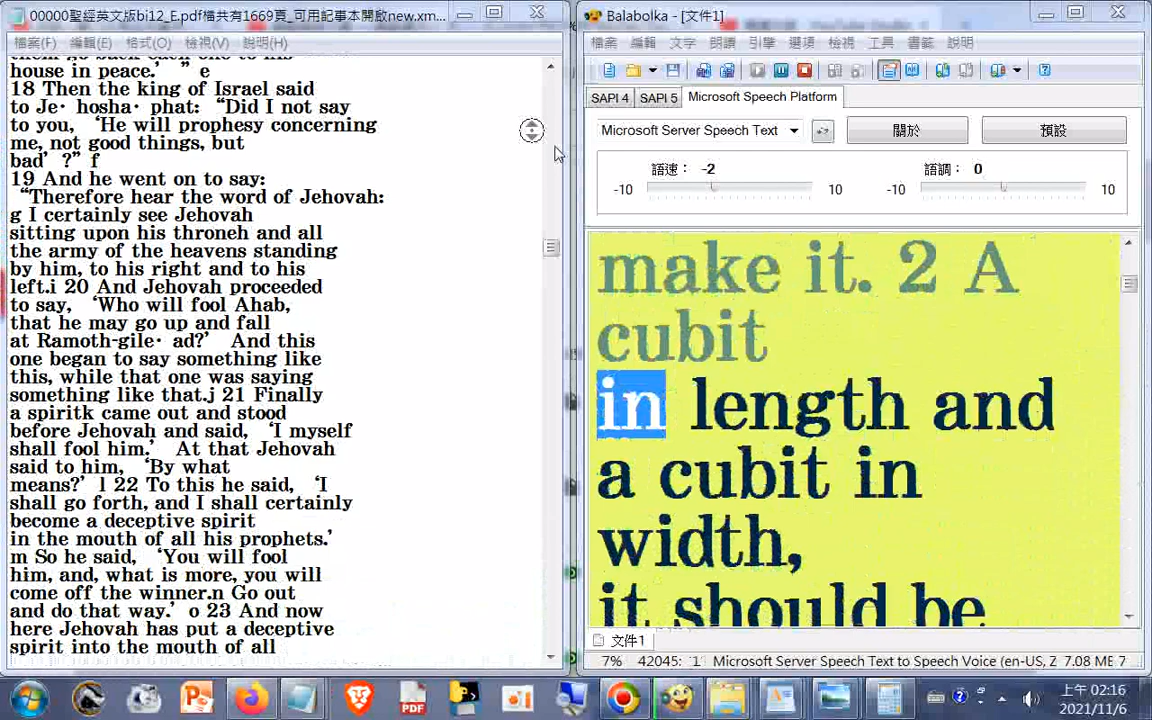 00000聖經英文版bi12_E.pdf檔共有1669頁_可用記事本開啟new.xm...
檔案(F) 編輯(E) 格式(O) 檢視(V) 說明(H)
house in peace.’ ” e
18 Then the king of Israel said
to Je· hosha· phat: “Did I not say
to you, ‘He will prophesy concerning
me, not good things, but
bad’ ?” f
19 And he went on to say:
“Therefore hear the word of Jehovah:
g I certainly see Jehovah
sitting upon his throneh and all
the army of the heavens standing
by him, to his right and to his
left.i 20 And Jehovah proceeded
to say, ‘Who will fool Ahab,
that he may go up and fall
at Ramoth-gile· ad?’ And this
one began to say something like
this, while that one was saying
something like that.j 21 Finally
a spiritk came out and stood
before Jehovah and said, ‘I myself
shall fool him.’ At that Jehovah
said to him, ‘By what
means?’ l 22 To this he said, ‘I
shall go forth, and I shall certainly
become a deceptive spirit
in the mouth of all his prophets.’
m So he said, ‘You will fool
him, and, what is more, you will
come off the winner.n Go out
and do that way.’ o 23 And now
here Jehovah has put a deceptive
spirit into the mouth of all
Balabolka - [文件1]
檔案 編輯 文字 朗讀 引擎 選項 檢視 工具 書籤 說明
SAPI 4 SAPI 5 Microsoft Speech Platform
Microsoft Server Speech Text 關於 預設
語速： -2 語調： 0
-10 10 -10 10
make it. 2 A
cubit
in length and
a cubit in
width,
it should be
文件1
7% 42045: Microsoft Server Speech Text to Speech Voice (en-US, Z 7.08 ME 7
上午 02:16
2021/11/6